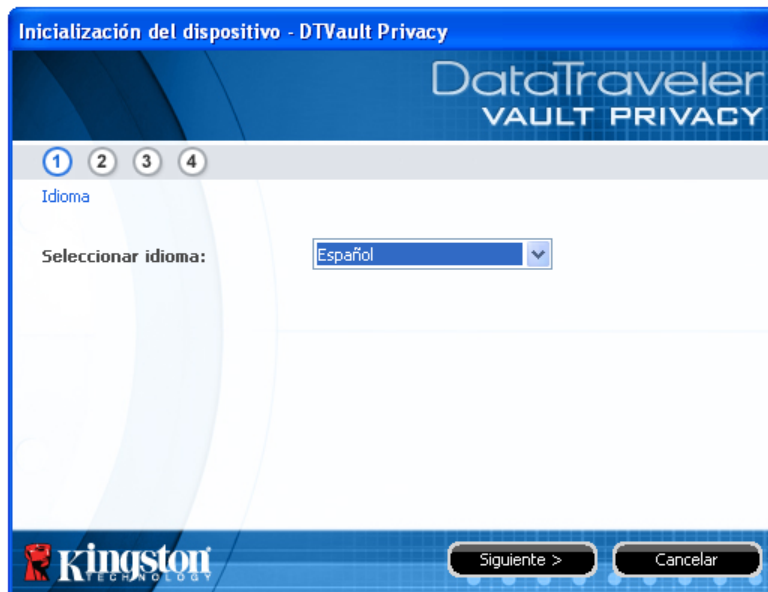 Inicialización del dispositivo - DTVault Privacy
DataTraveler
VAULT PRIVACY
1 2 3 4
Idioma
Seleccionar idioma: Español
Kingston
TECHNOLOGY
Siguiente > Cancelar